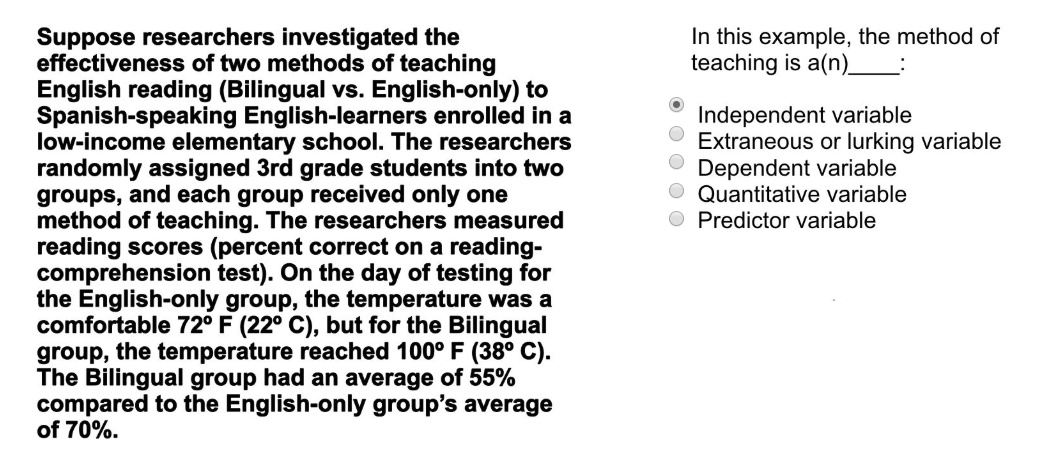 Suppose researchers investigated the
effectiveness of two methods of teaching
English reading (Bilingual vs. English-only) to
Spanish-speaking English-learners enrolled in a
low-income elementary school. The researchers
randomly assigned 3rd grade students into two
groups, and each group received only one
method of teaching. The researchers measured
reading scores (percent correct on a reading-
comprehension test). On the day of testing for
the English-only group, the temperature was a
comfortable 72º F (22º C), but for the Bilingual
group, the temperature reached 100º F (38º C).
The Bilingual group had an average of 55%
compared to the English-only group’s average
of 70%.
In this example, the method of
teaching is a(n)____:
Independent variable
Extraneous or lurking variable
Dependent variable
Quantitative variable
Predictor variable